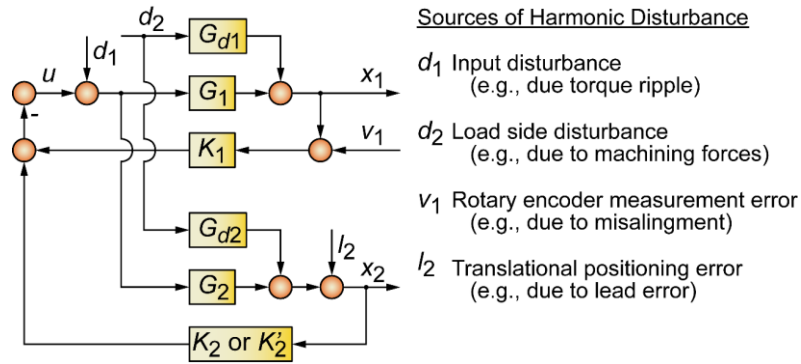 d2
d1
Gd1
u
G1
x1
-
K1
v1
Gd2
l2
G2
x2
K2 or K2'
Sources of Harmonic Disturbance
d1 Input disturbance
(e.g., due torque ripple)
d2 Load side disturbance
(e.g., due to machining forces)
v1 Rotary encoder measurement error
(e.g., due to misalingment)
l2 Translational positioning error
(e.g., due to lead error)